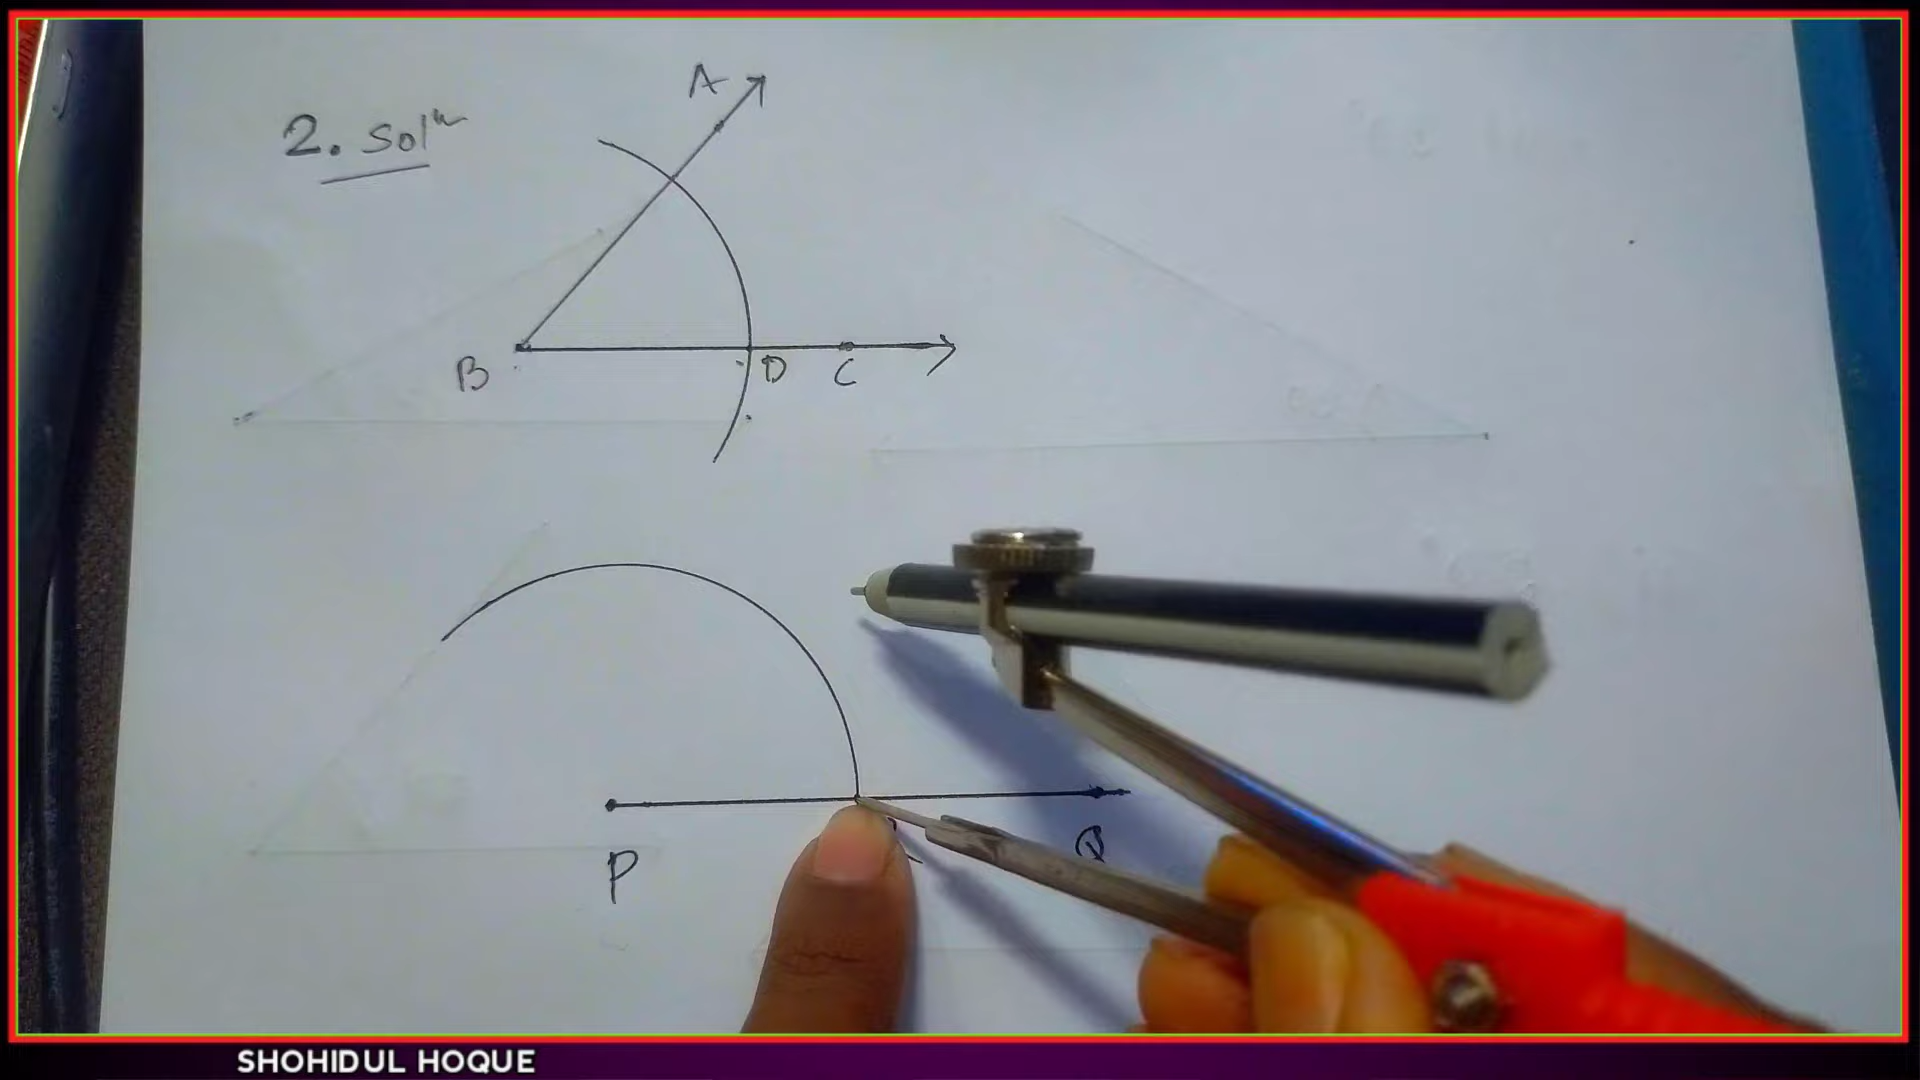 A
2. Solⁿ
B D C
P Q
SHOHIDUL HOQUE